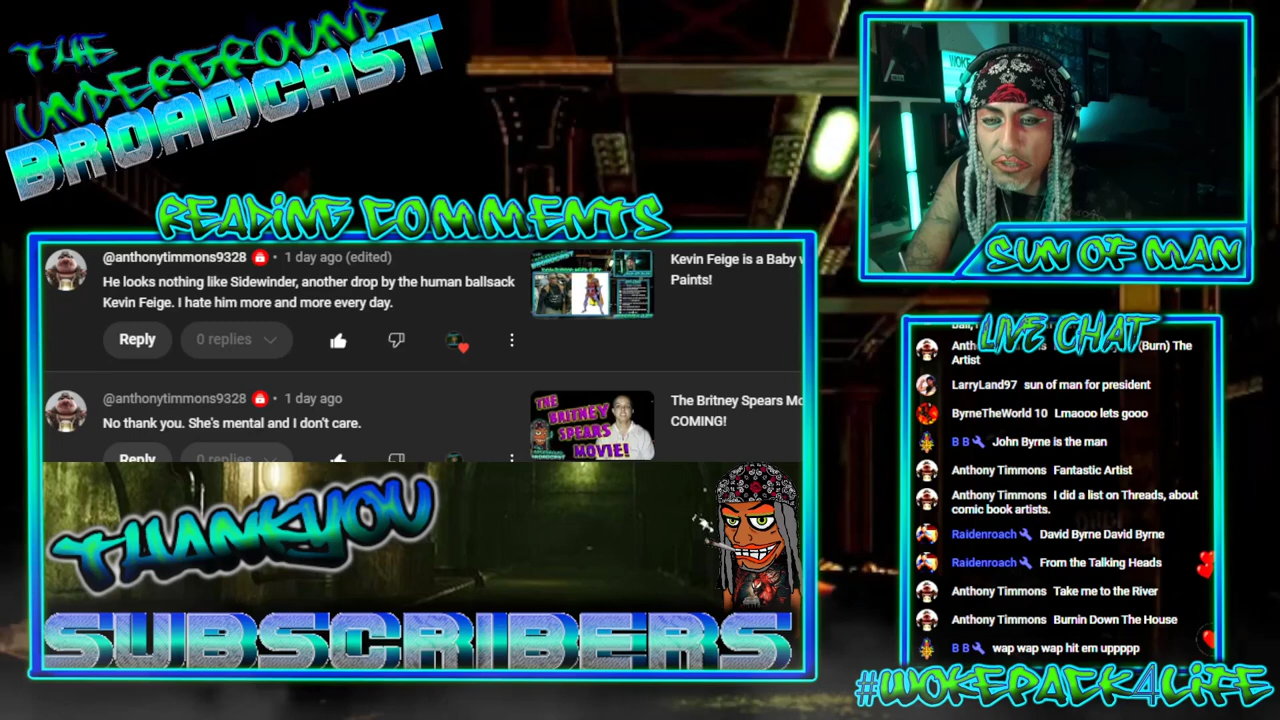 THE
UNDERGROUND
BROADCAST
READING COMMENTS
@anthonytimmons9328 • 1 day ago (edited)
He looks nothing like Sidewinder, another drop by the human ballsack
Kevin Feige. I hate him more and more every day.
Reply 0 replies
Kevin Feige is a Baby
Paints!
@anthonytimmons9328 • 1 day ago
No thank you. She's mental and I don't care.
Reply 0 replies
THE
BRITNEY
SPEARS
MOVIE!
The Britney Spears Mo
COMING!
THANKYOU
SUBSCRIBERS
WOKE
SUN OF MAN
LIVE CHAT
Anth (Burn) The
Artist
LarryLand97 sun of man for president
ByrneTheWorld 10 Lmaooo lets gooo
B B John Byrne is the man
Anthony Timmons Fantastic Artist
Anthony Timmons I did a list on Threads, about
comic book artists.
Raidenroach David Byrne David Byrne
Raidenroach From the Talking Heads
Anthony Timmons Take me to the River
Anthony Timmons Burnin Down The House
B B wap wap wap hit em uppppp
#WOKEPACK4LIFE